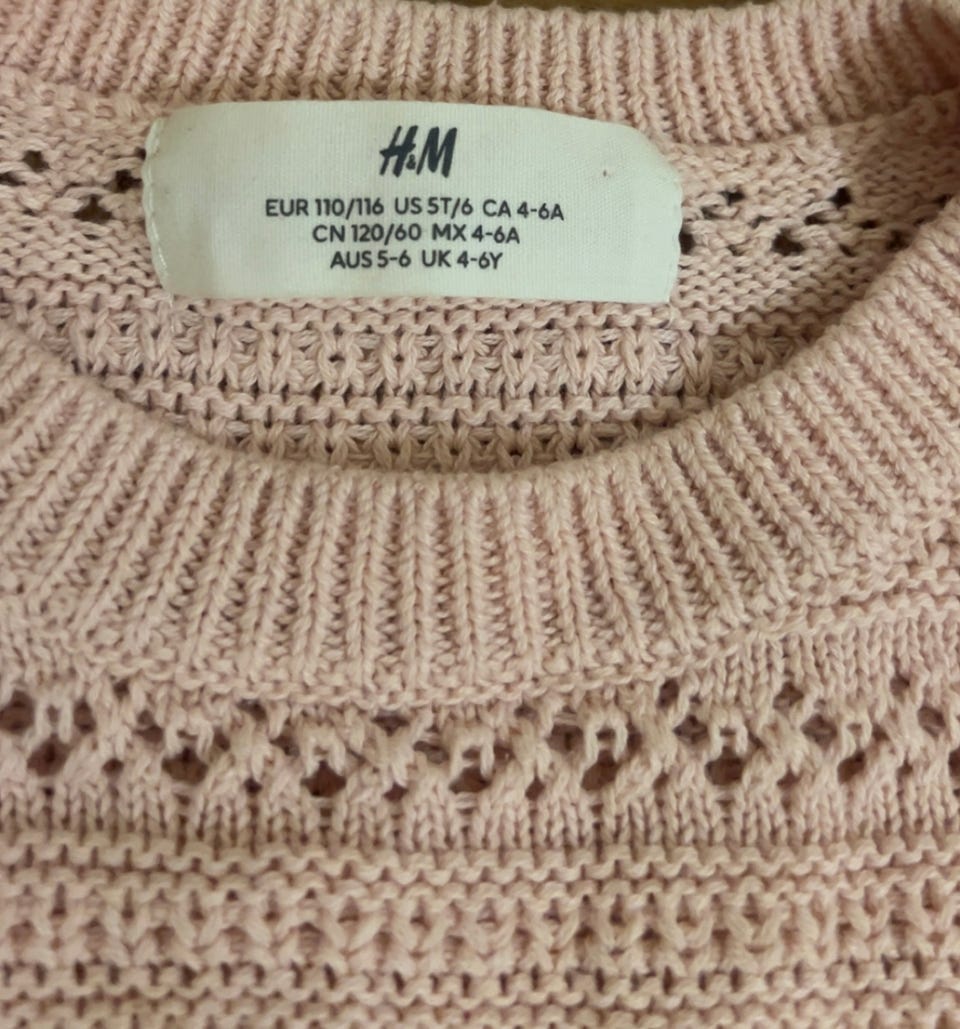 H&M
EUR 110/116 US 5T/6 CA 4-6A
CN 120/60 MX 4-6A
AUS 5-6 UK 4-6Y